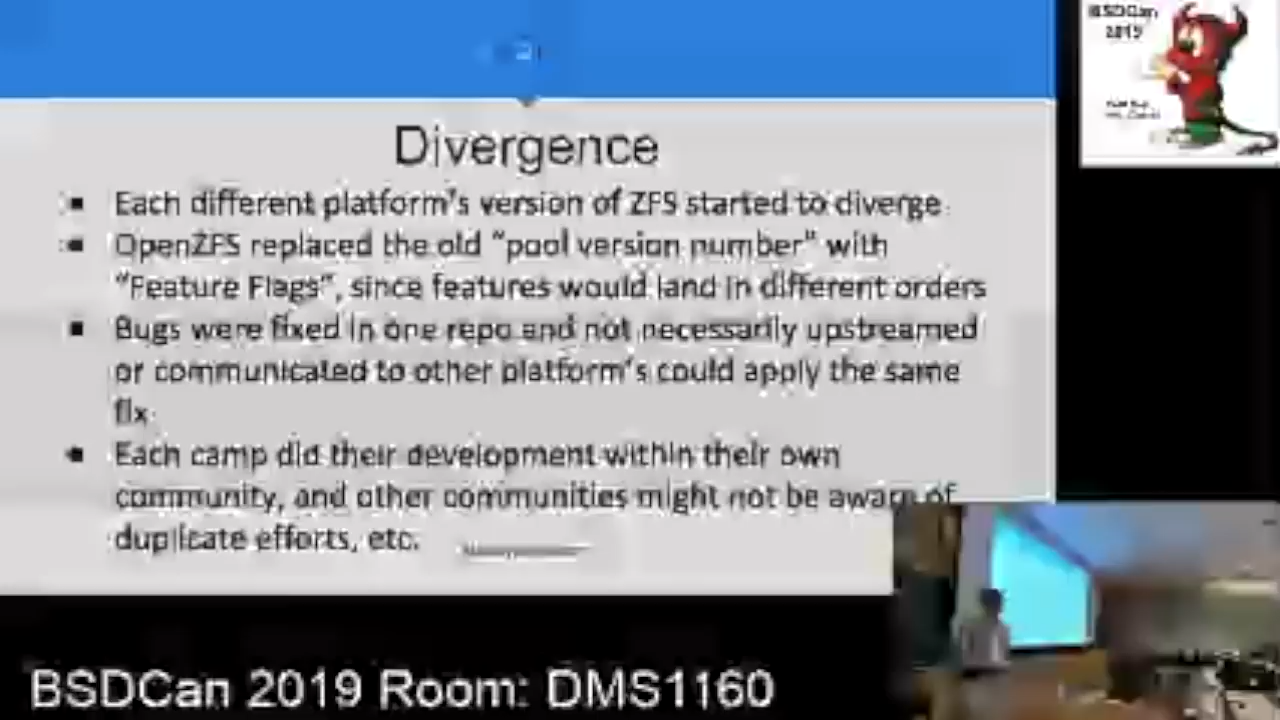 BSDCan
2019
Divergence
Each different platform's version of ZFS started to diverge
OpenZFS replaced the old "pool version number" with
"Feature Flags", since features would land in different orders
Bugs were fixed in one repo and not necessarily upstreamed
or communicated to other platform's could apply the same
fix
Each camp did their development within their own
community, and other communities might not be aware of
duplicate efforts, etc.
BSDCan 2019 Room: DMS1160